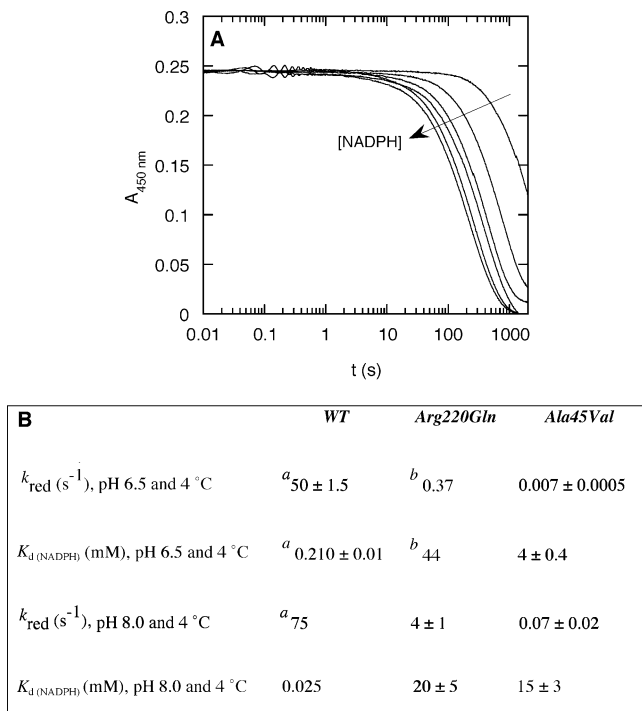 A
0.3
0.25
0.2
0.15
0.1
0.05
0
A450 nm
[NADPH]
0.01 0.1 1 10 100 1000
t (s)
B WT Arg220Gln Ala45Val
kred (s-1), pH 6.5 and 4 °C a50 ± 1.5 b 0.37 0.007 ± 0.0005
Kd (NADPH) (mM), pH 6.5 and 4 °C a 0.210 ± 0.01 b 44 4 ± 0.4
kred (s-1), pH 8.0 and 4 °C a 75 4 ± 1 0.07 ± 0.02
Kd (NADPH) (mM), pH 8.0 and 4 °C 0.025 20 ± 5 15 ± 3